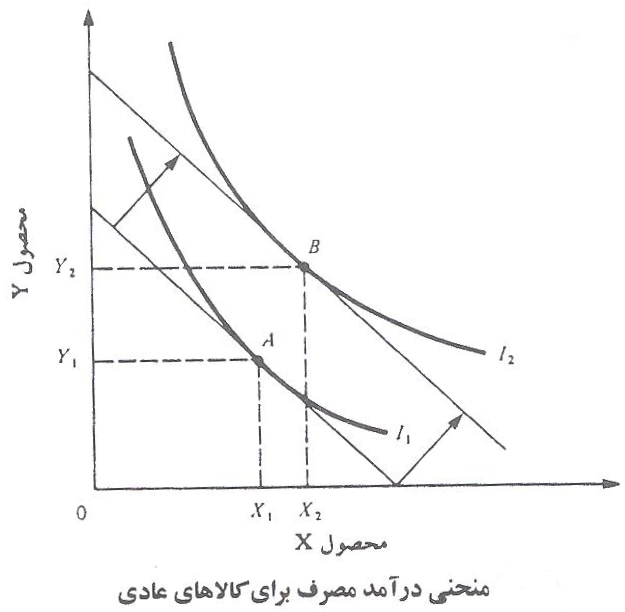 محصول Y
Y₂
Y₁
B
A
I₂
I₁
0
X₁
X₂
محصول X
منحنی درآمد مصرف برای کالاهای عادی